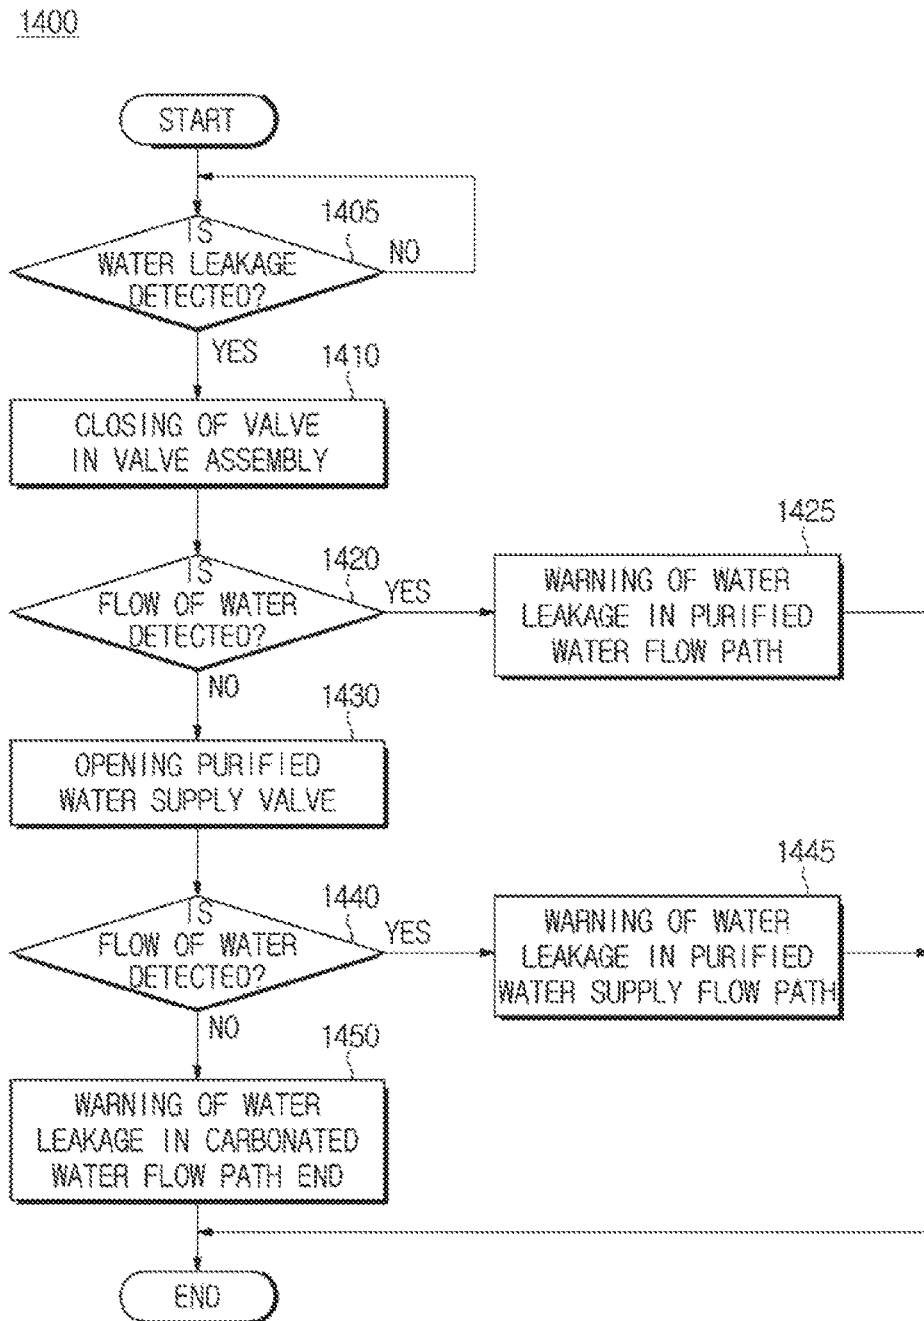 1400
START
1405
IS
WATER LEAKAGE
DETECTED?
NO
YES
1410
CLOSING OF VALVE
IN VALVE ASSEMBLY
1420
IS
FLOW OF WATER
DETECTED?
YES
1425
WARNING OF WATER
LEAKAGE IN PURIFIED
WATER FLOW PATH
NO
1430
OPENING PURIFIED
WATER SUPPLY VALVE
1440
IS
FLOW OF WATER
DETECTED?
YES
1445
WARNING OF WATER
LEAKAGE IN PURIFIED
WATER SUPPLY FLOW PATH
NO
1450
WARNING OF WATER
LEAKAGE IN CARBONATED
WATER FLOW PATH END
END